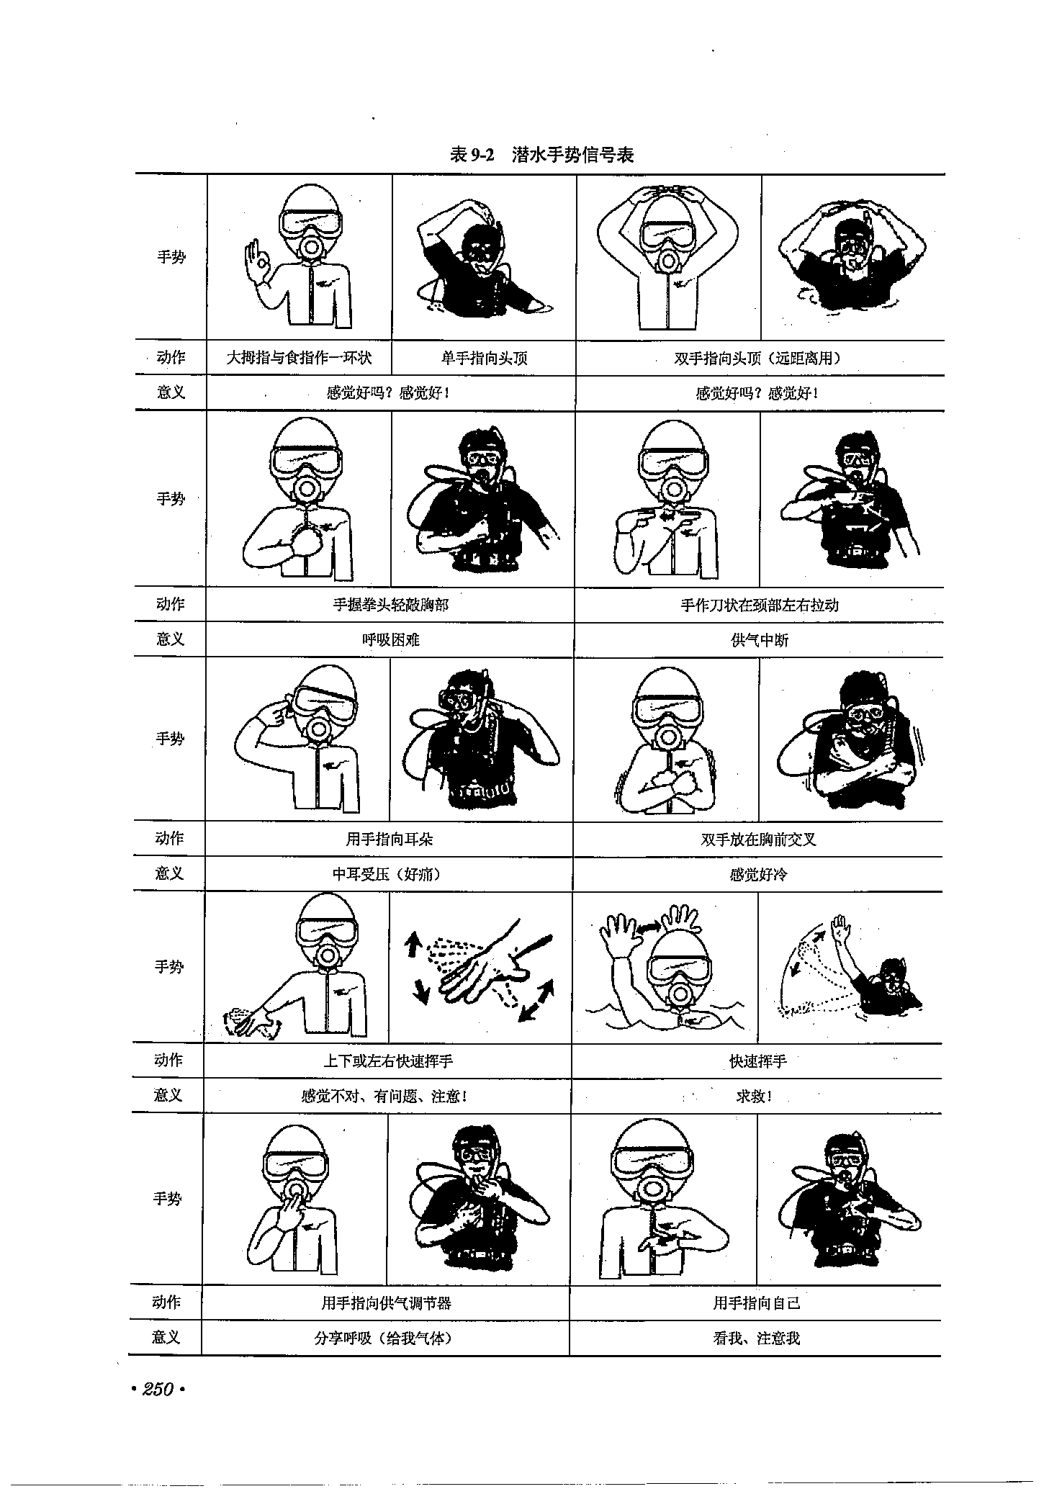 表 9-2 潜水手势信号表
手势
动作 大拇指与食指作一环状 单手指向头顶 双手指向头顶（远距离用）
意义 感觉好吗？感觉好！ 感觉好吗？感觉好！
手势
动作 手握拳头轻敲胸部 手作刀状在颈部左右拉动
意义 呼吸困难 供气中断
手势
动作 用手指向耳朵 双手放在胸前交叉
意义 中耳受压（好痛） 感觉好冷
手势
动作 上下或左右快速挥手 快速挥手
意义 感觉不对、有问题、注意！ 求救！
手势
动作 用手指向供气调节器 用手指向自己
意义 分享呼吸（给我气体） 看我、注意我
·250·